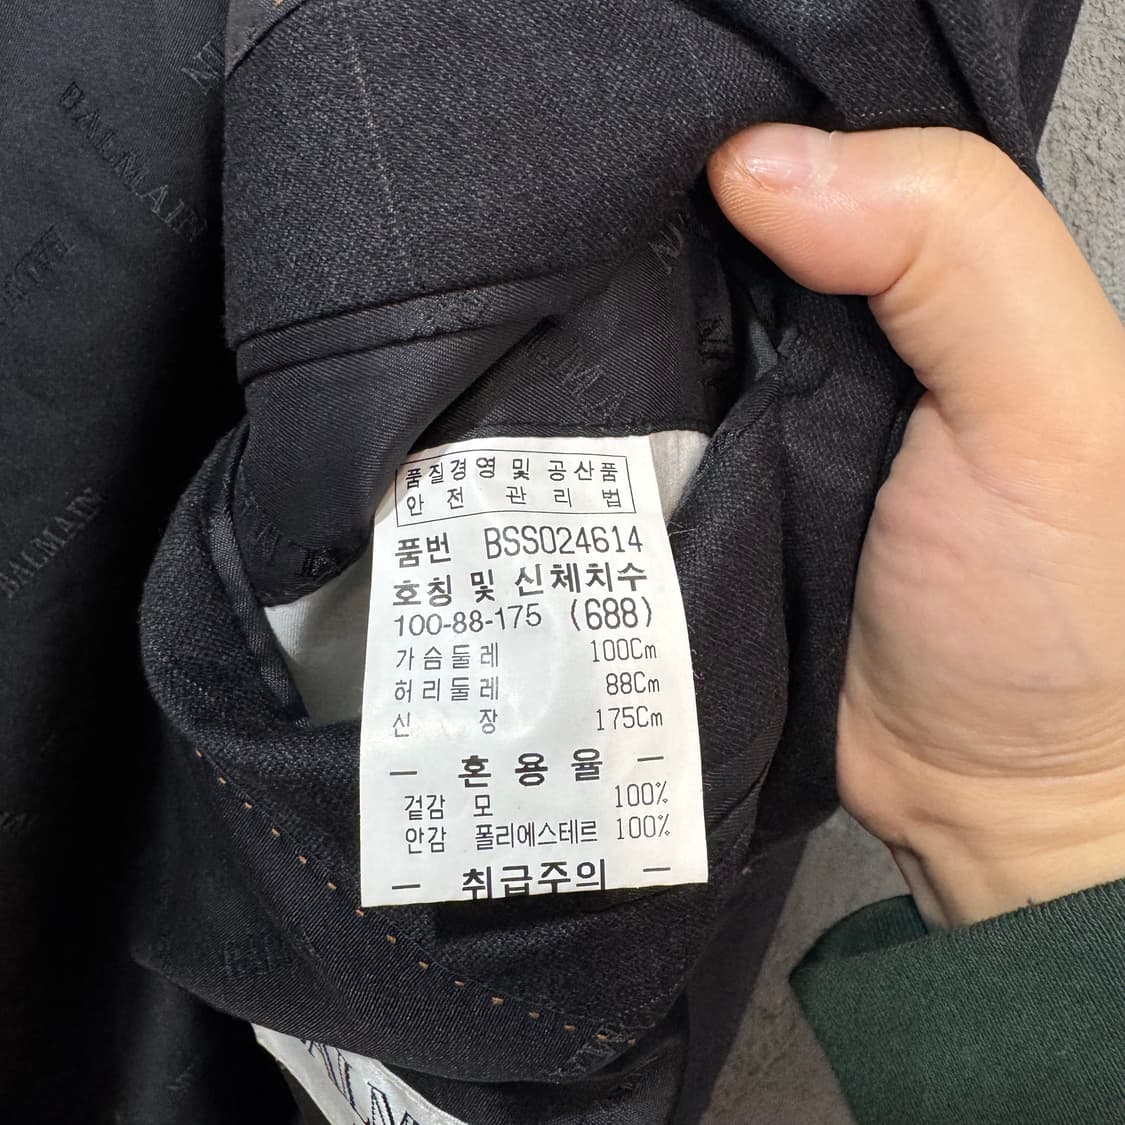 BALMAIN
BALMAIN
품질경영 및 공산품
안전 관리법
품번 BSS024614
호칭 및 신체치수
100-88-175 (688)
가슴둘레 100Cm
허리둘레 88Cm
신장 175Cm
— 혼용율 —
겉감 모 100%
안감 폴리에스테르 100%
— 취급주의 —